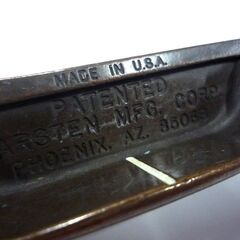 MADE IN U.S.A.
PATENTED
ARSTEN MFG. CORP.
PHOENIX, AZ.